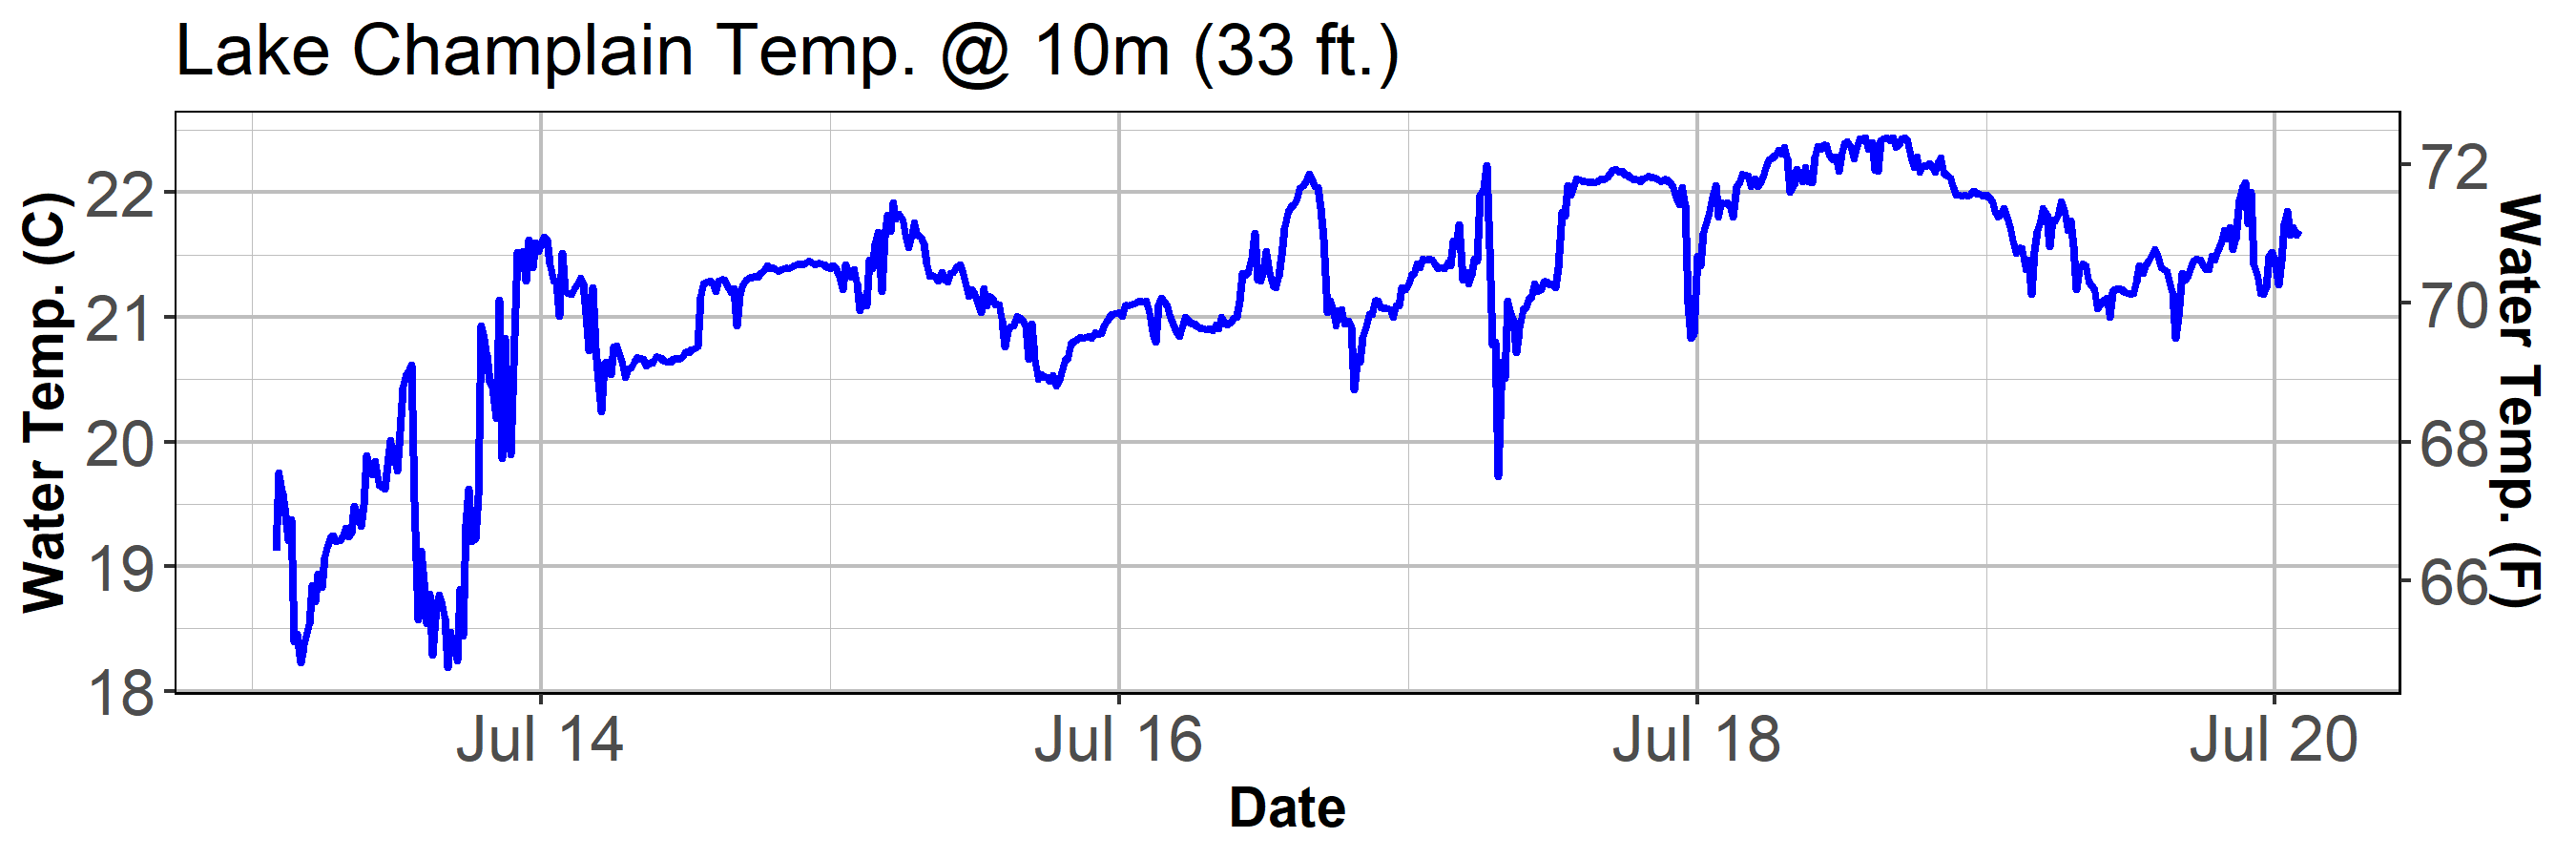 Lake Champlain Temp. @ 10m (33 ft.)
Water Temp. (C)
22
21
20
19
18
72
70
68
66
Water Temp. (F)
Jul 14
Jul 16
Jul 18
Jul 20
Date